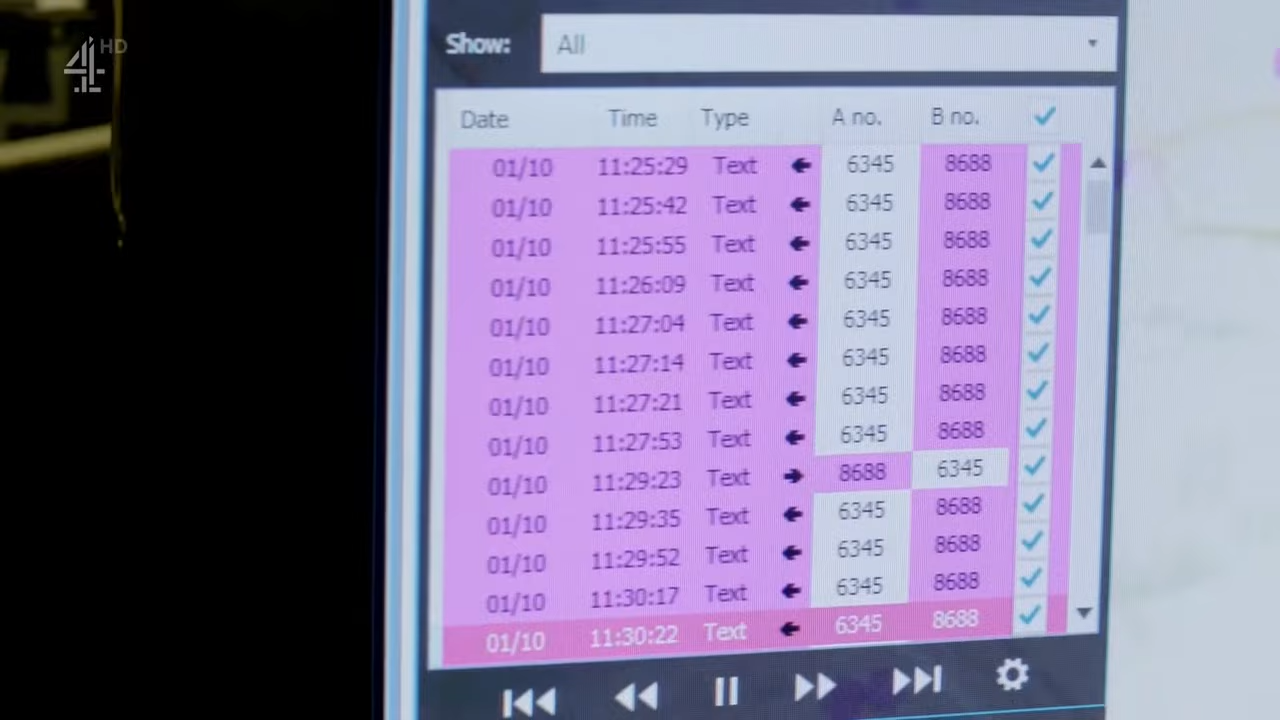 4 HD
Show: All
Date Time Type A no. B no.
01/10 11:25:29 Text 6345 8688
01/10 11:25:42 Text 6345 8688
01/10 11:25:55 Text 6345 8688
01/10 11:26:09 Text 6345 8688
01/10 11:27:04 Text 6345 8688
01/10 11:27:14 Text 6345 8688
01/10 11:27:21 Text 6345 8688
01/10 11:27:53 Text 6345 8688
01/10 11:29:23 Text 8688 6345
01/10 11:29:35 Text 6345 8688
01/10 11:29:52 Text 6345 8688
01/10 11:30:17 Text 6345 8688
01/10 11:30:22 Text 6345 8688